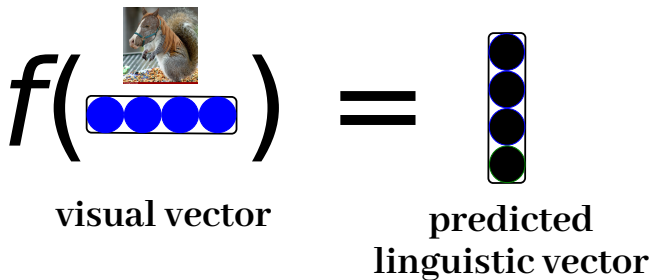 f( ) =
visual vector
predicted
linguistic vector